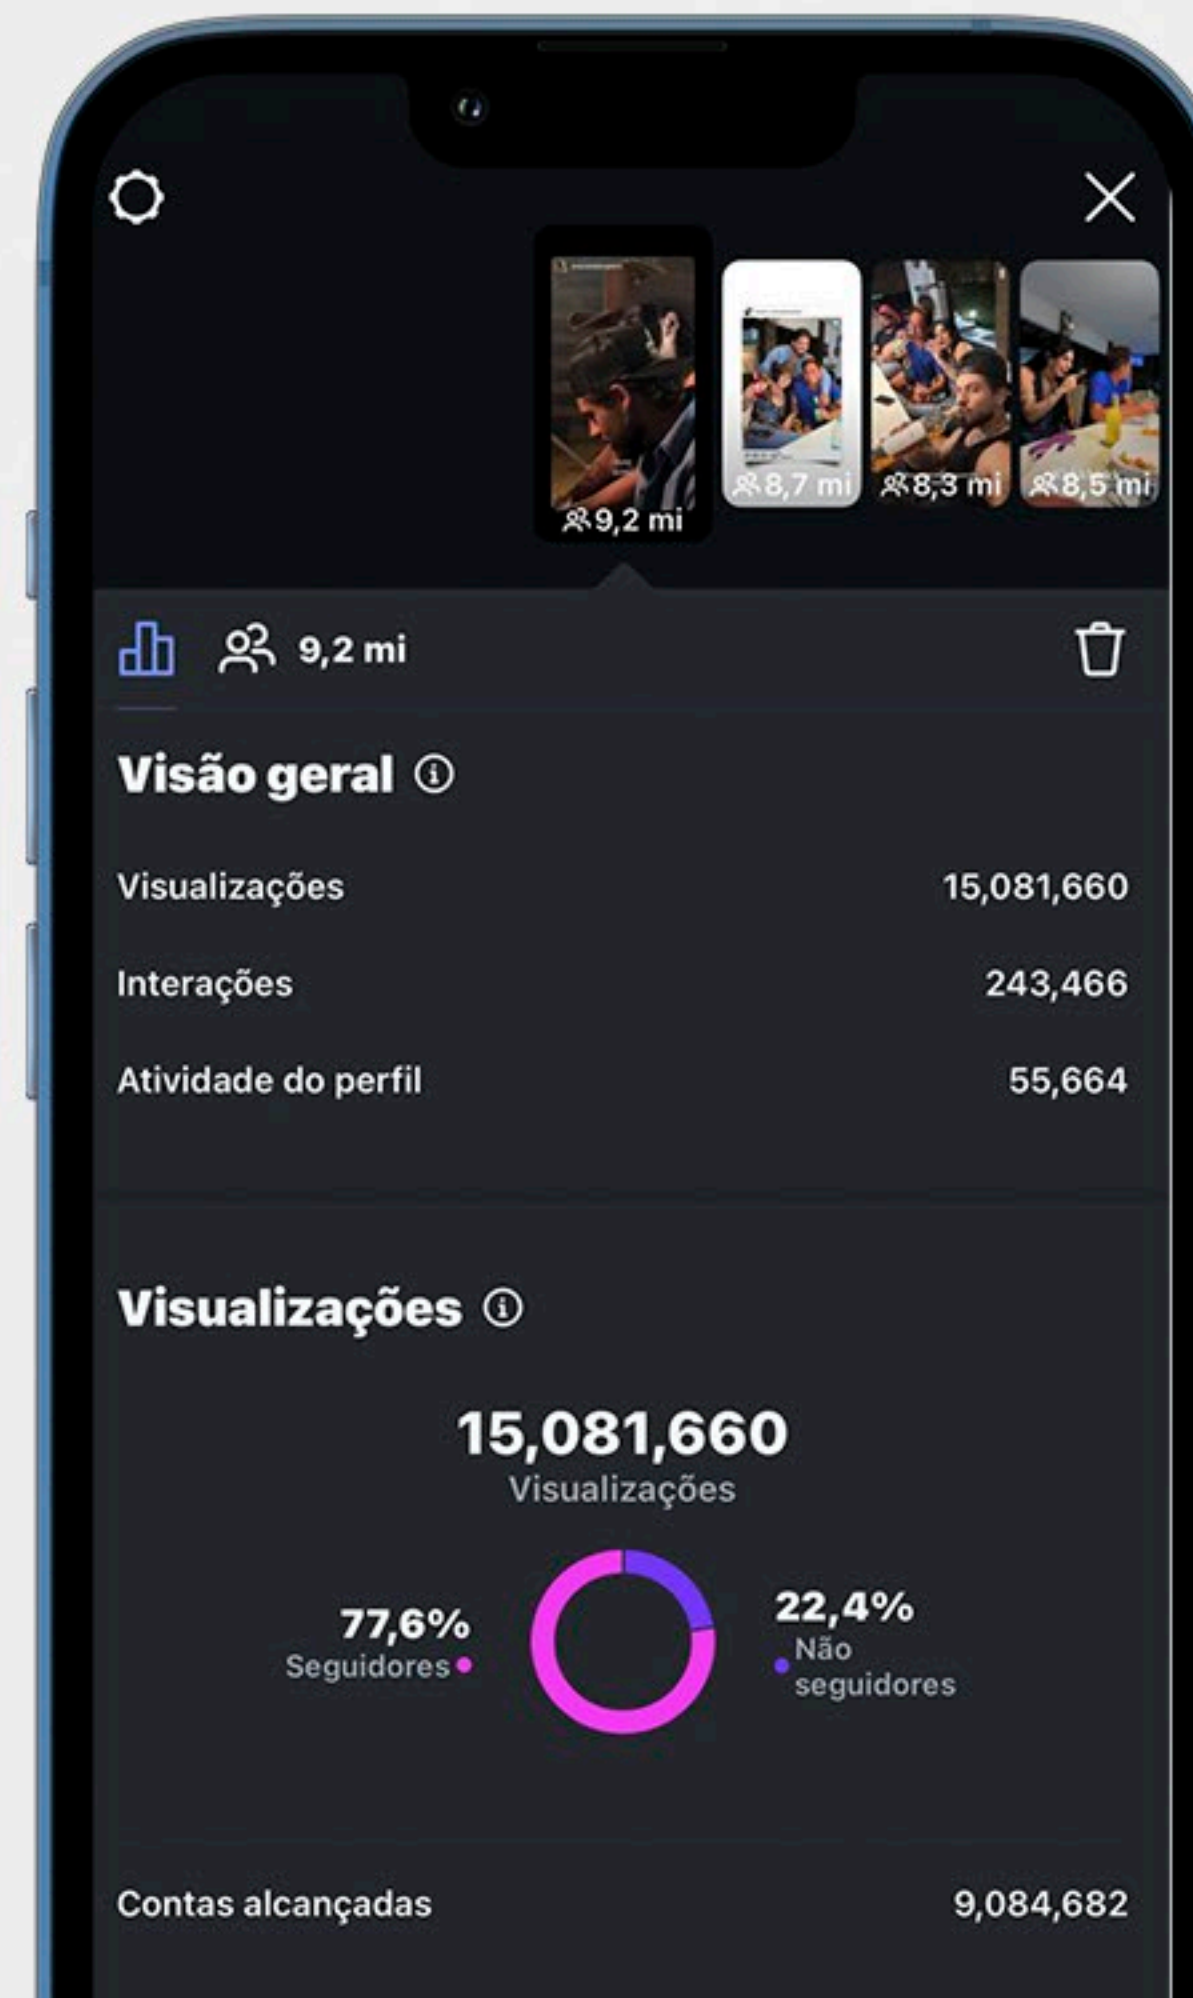 9,2 mi
8,7 mi
8,3 mi
8,5 mi
9,2 mi
Visão geral
Visualizações 15,081,660
Interações 243,466
Atividade do perfil 55,664
Visualizações
15,081,660
Visualizações
77,6%
Seguidores
22,4%
Não
seguidores
Contas alcançadas 9,084,682